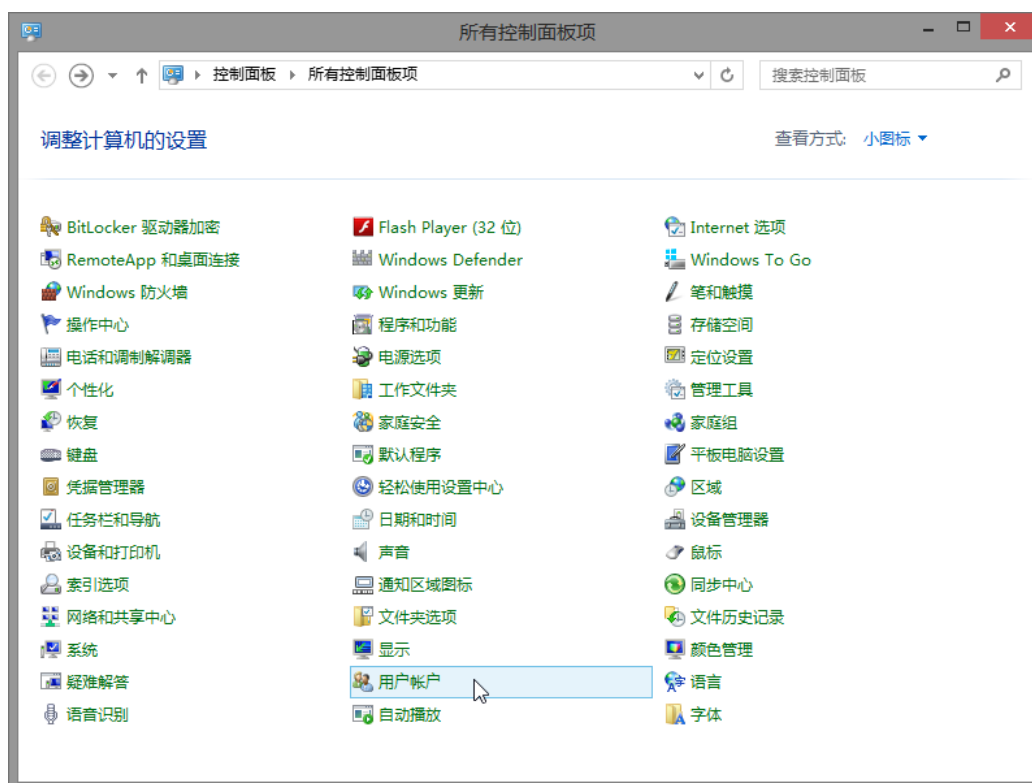 所有控制面板项
控制面板 所有控制面板项 搜索控制面板
调整计算机的设置 查看方式: 小图标
BitLocker 驱动器加密 Flash Player (32 位) Internet 选项
RemoteApp 和桌面连接 Windows Defender Windows To Go
Windows 防火墙 Windows 更新 笔和触摸
操作中心 程序和功能 存储空间
电话和调制解调器 电源选项 定位设置
个性化 工作文件夹 管理工具
恢复 家庭安全 家庭组
键盘 默认程序 平板电脑设置
凭据管理器 轻松使用设置中心 区域
任务栏和导航 日期和时间 设备管理器
设备和打印机 声音 鼠标
索引选项 通知区域图标 同步中心
网络和共享中心 文件夹选项 文件历史记录
系统 显示 颜色管理
疑难解答 用户帐户 语言
语音识别 自动播放 字体